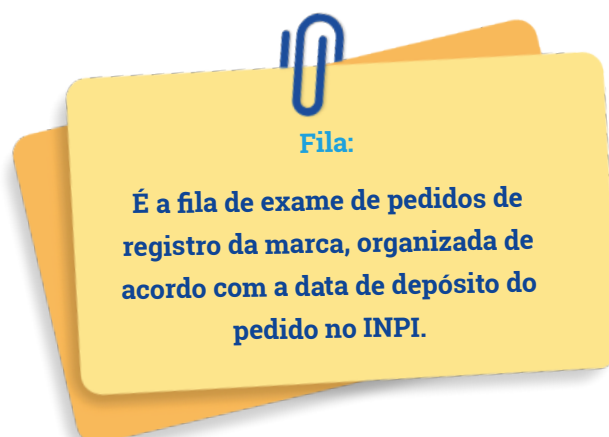 Fila:
É a fila de exame de pedidos de
registro da marca, organizada de
acordo com a data de depósito do
pedido no INPI.